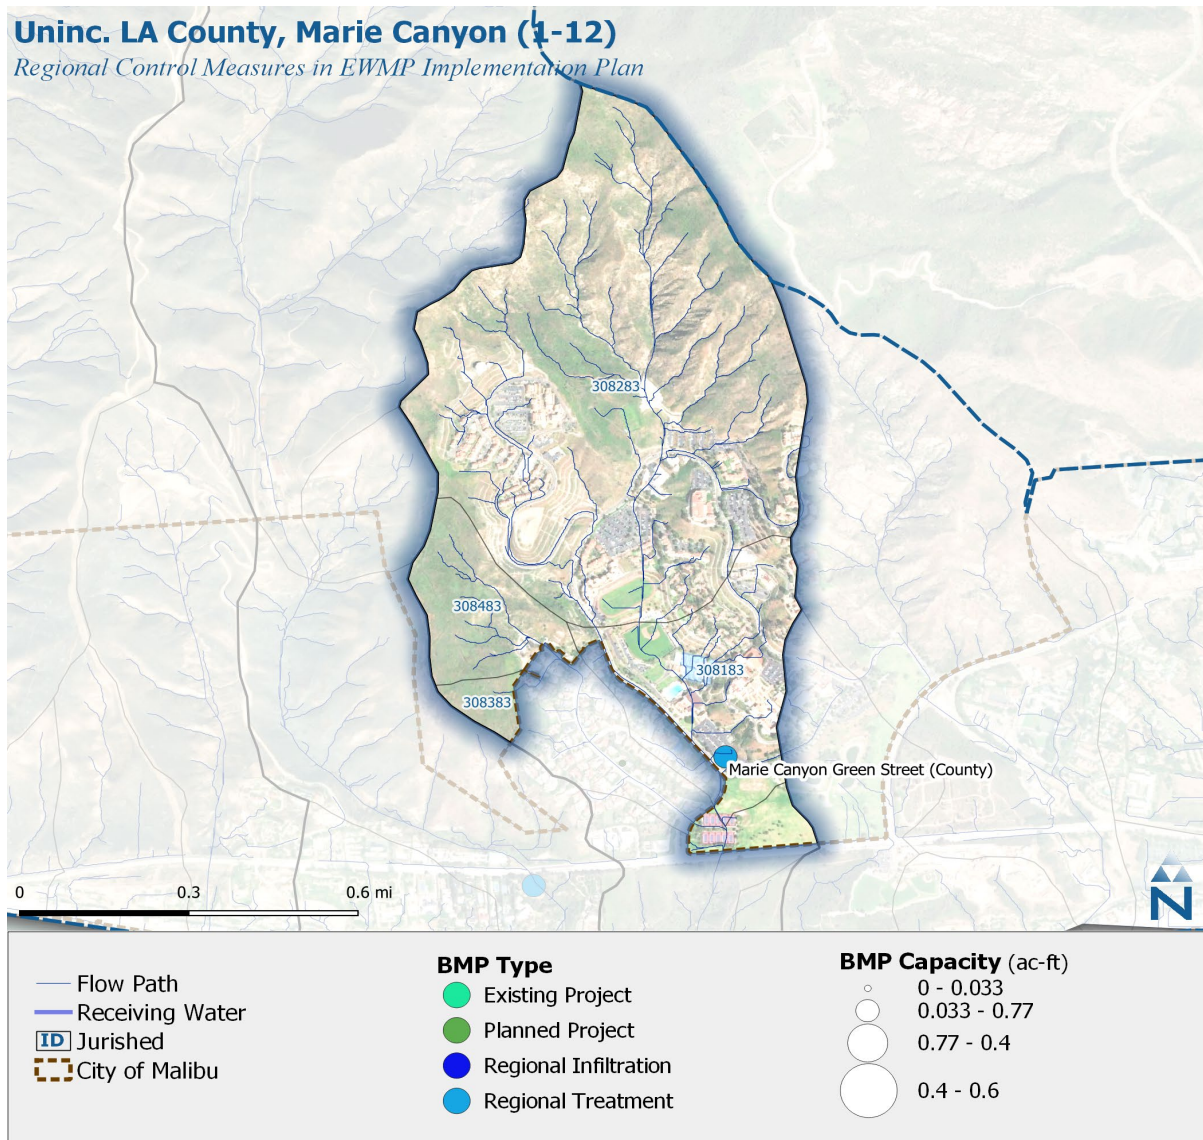 Uninc. LA County, Marie Canyon (1-12)
Regional Control Measures in EWMP Implementation Plan
308283
308483
308183
308383
Marie Canyon Green Street (County)
0 0.3 0.6 mi
N
Flow Path
Receiving Water
ID Jurished
City of Malibu
BMP Type
Existing Project
Planned Project
Regional Infiltration
Regional Treatment
BMP Capacity (ac-ft)
0 - 0.033
0.033 - 0.77
0.77 - 0.4
0.4 - 0.6